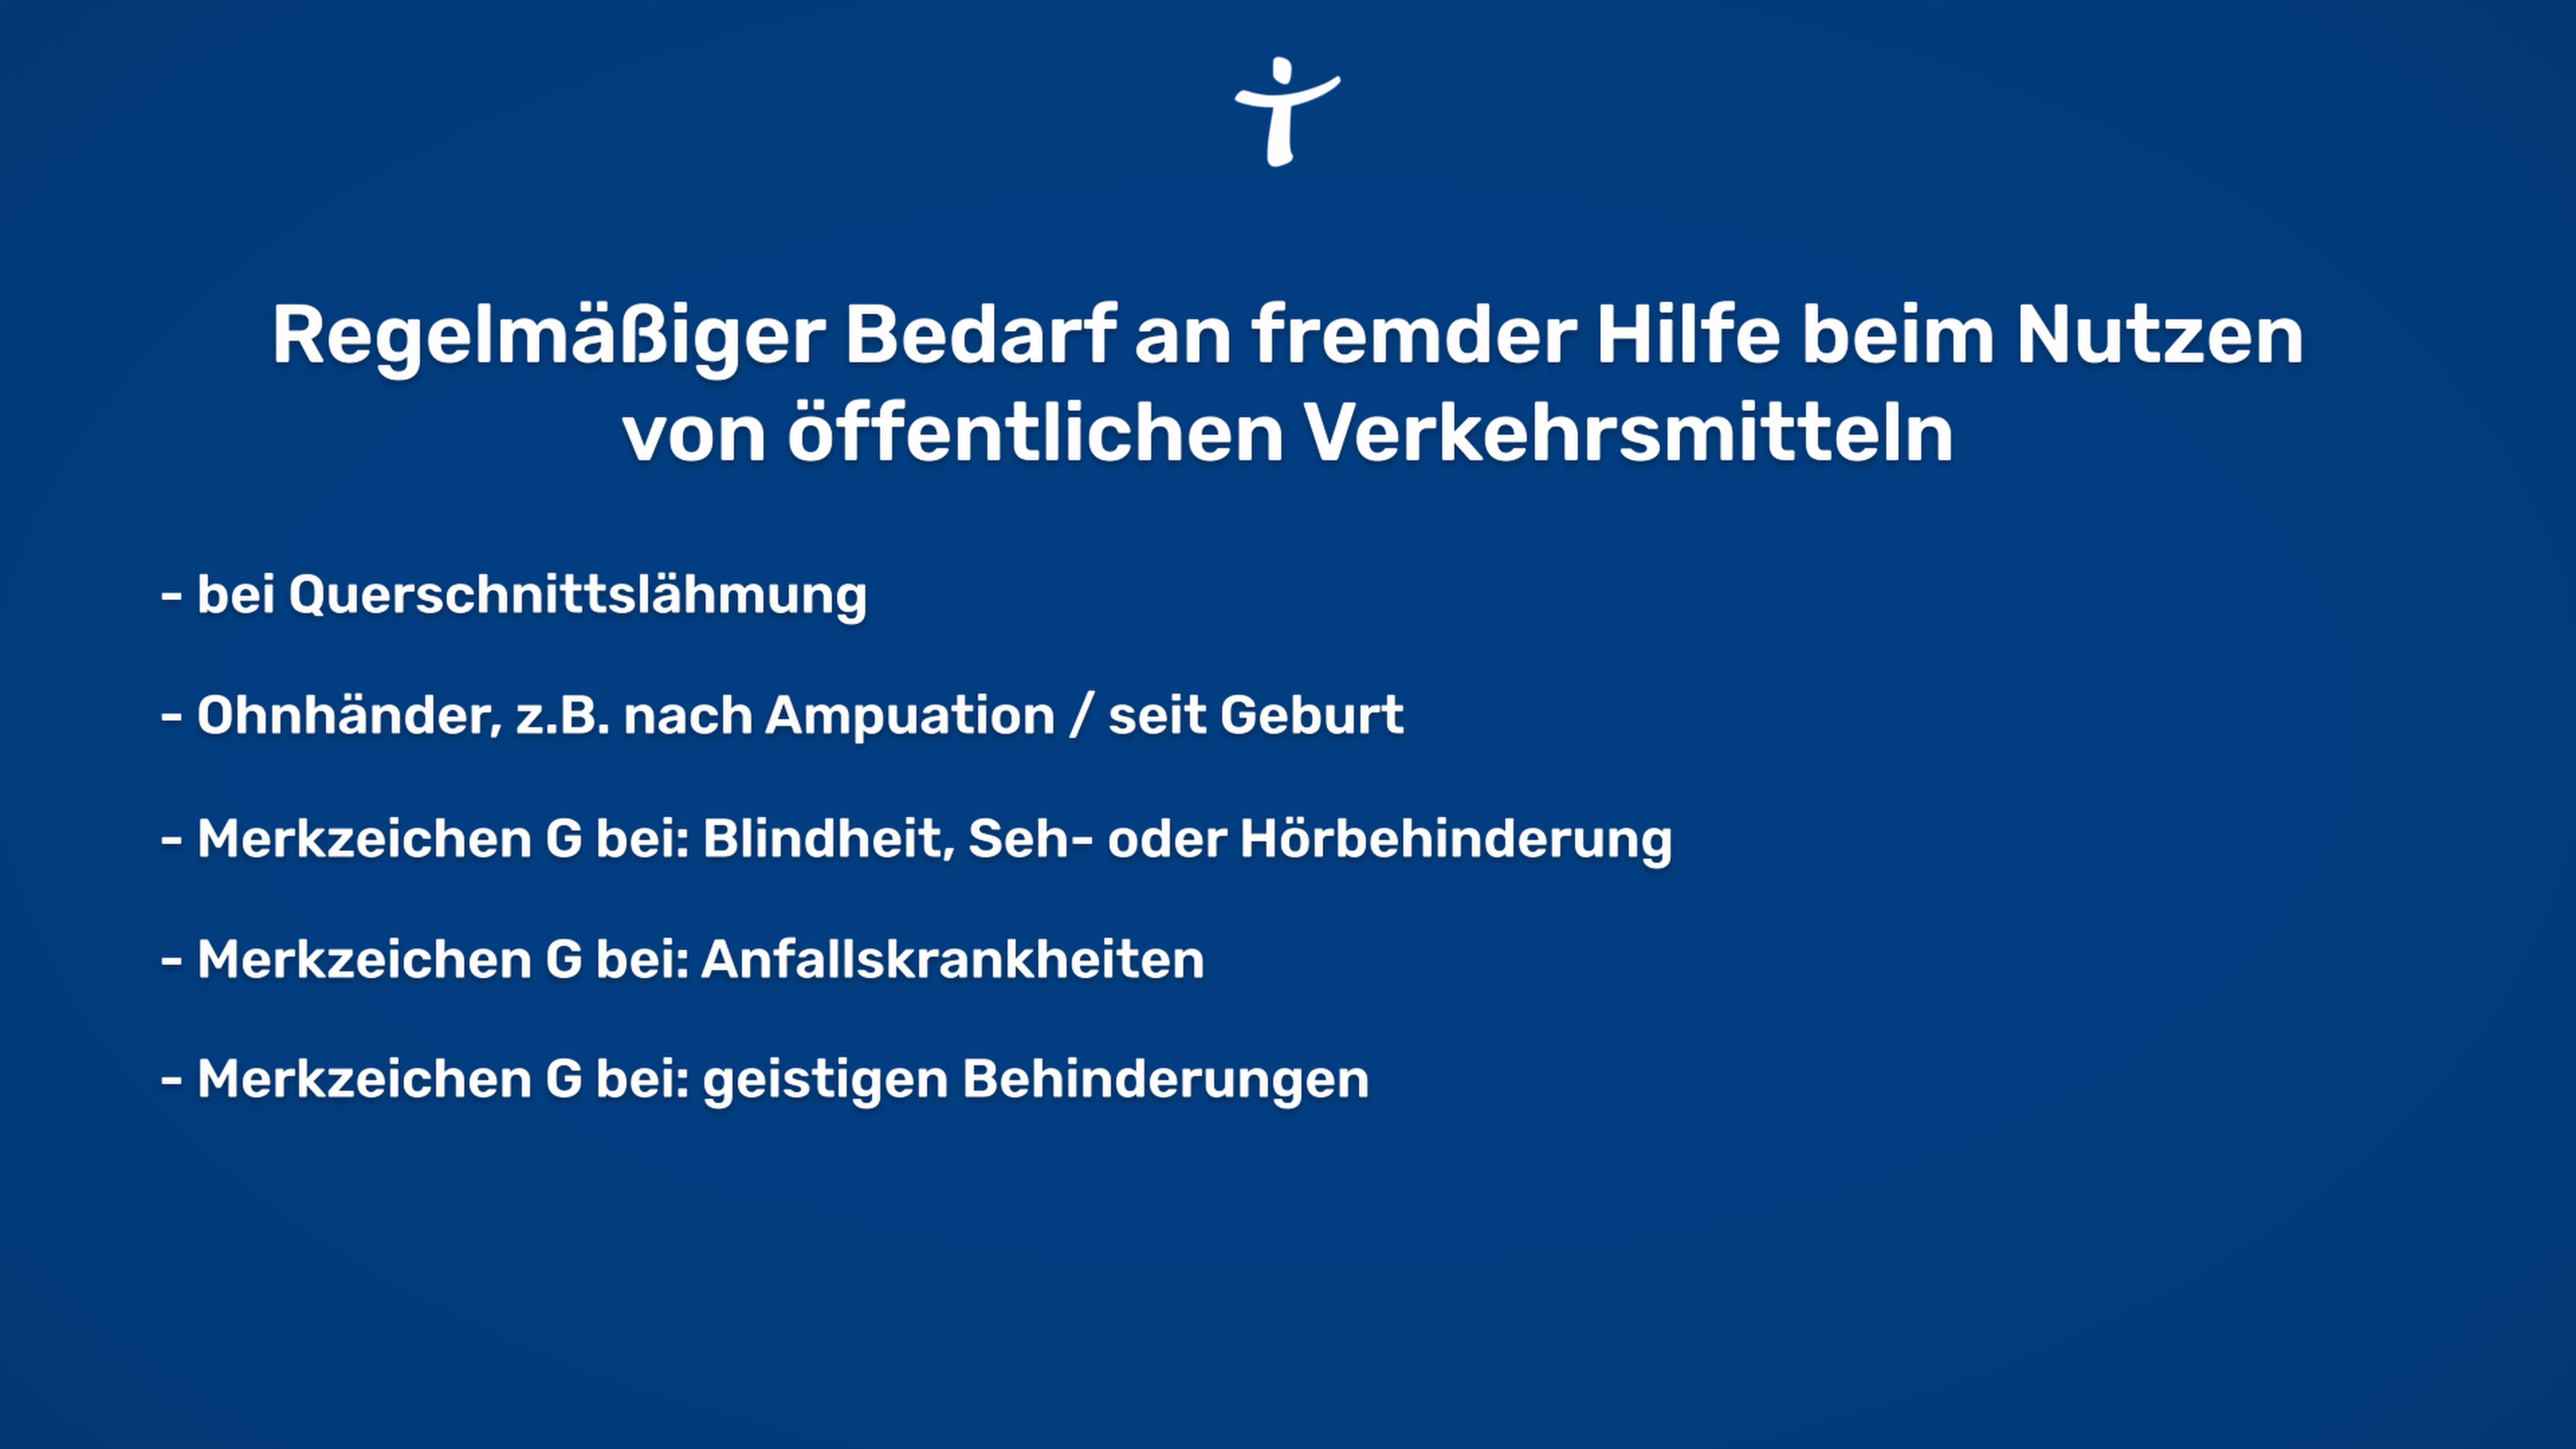 Regelmäßiger Bedarf an fremder Hilfe beim Nutzen
von öffentlichen Verkehrsmitteln
- bei Querschnittslähmung
- Ohnhänder, z.B. nach Ampuation / seit Geburt
- Merkzeichen G bei: Blindheit, Seh- oder Hörbehinderung
- Merkzeichen G bei: Anfallskrankheiten
- Merkzeichen G bei: geistigen Behinderungen